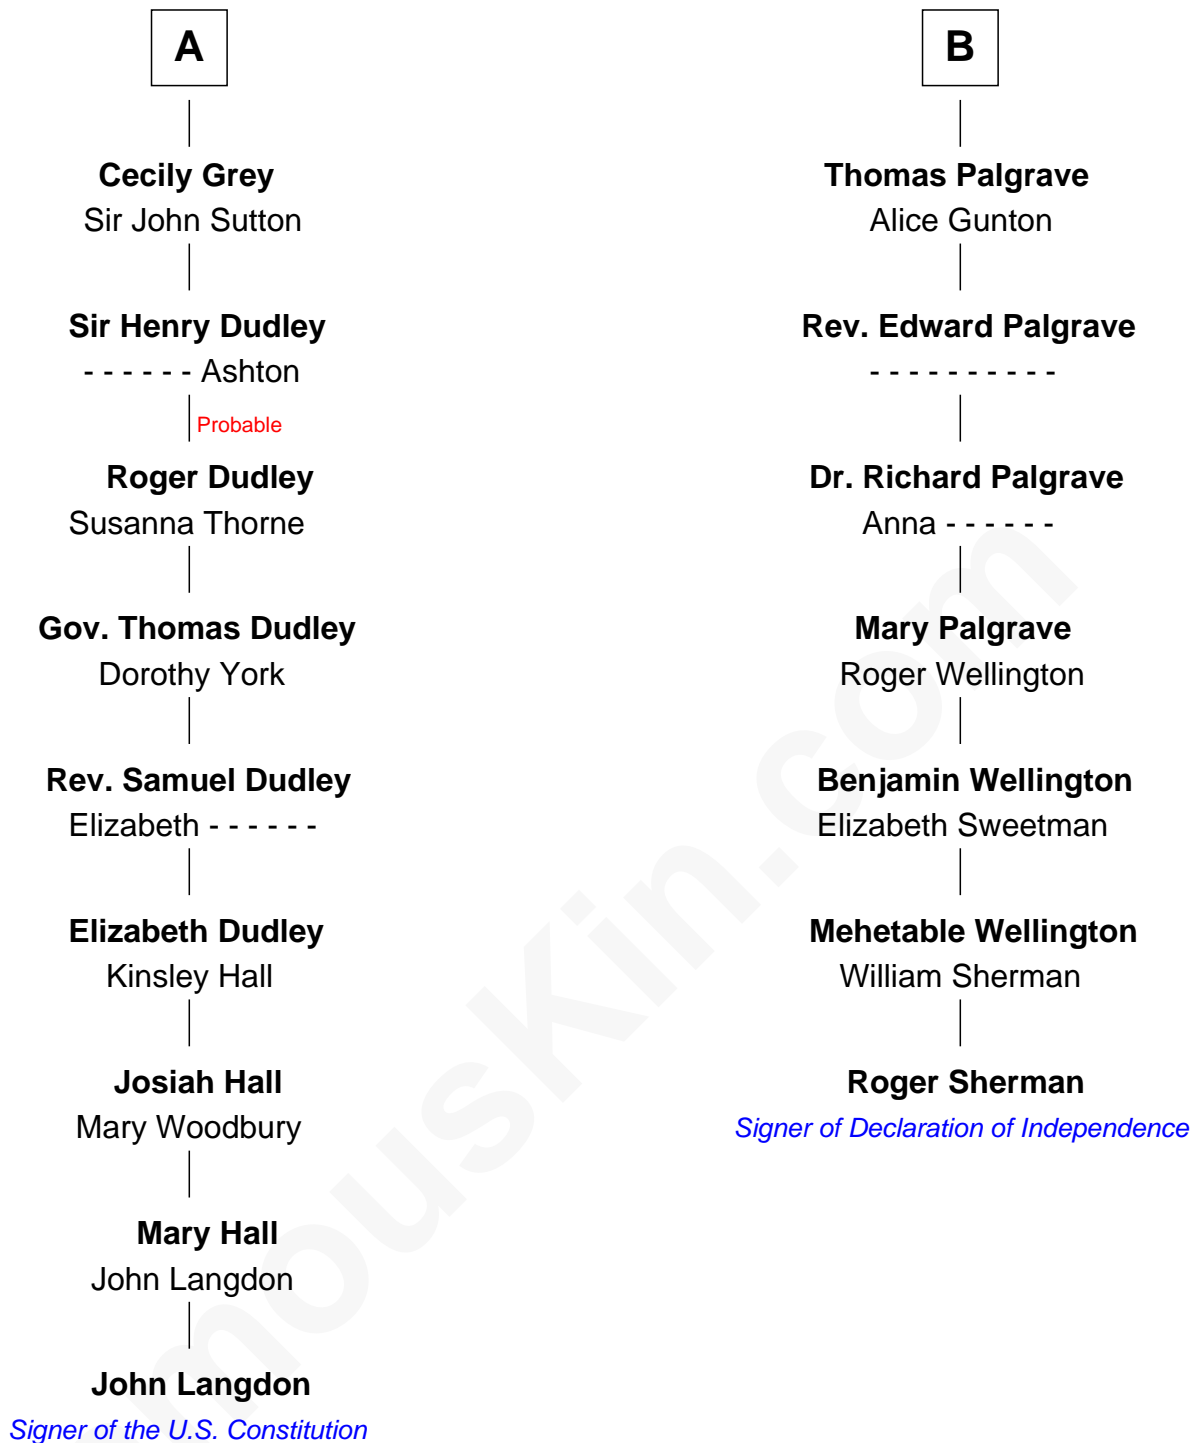 A
Cecily Grey
Sir John Sutton
Sir Henry Dudley
- - - - - - Ashton
Probable
Roger Dudley
Susanna Thorne
Gov. Thomas Dudley
Dorothy York
Rev. Samuel Dudley
Elizabeth - - - - - -
Elizabeth Dudley
Kinsley Hall
Josiah Hall
Mary Woodbury
Mary Hall
John Langdon
John Langdon
Signer of the U.S. Constitution
B
Thomas Palgrave
Alice Gunton
Rev. Edward Palgrave
- - - - - - - - - -
Dr. Richard Palgrave
Anna - - - - - -
Mary Palgrave
Roger Wellington
Benjamin Wellington
Elizabeth Sweetman
Mehetable Wellington
William Sherman
Roger Sherman
Signer of Declaration of Independence
mousKin.com